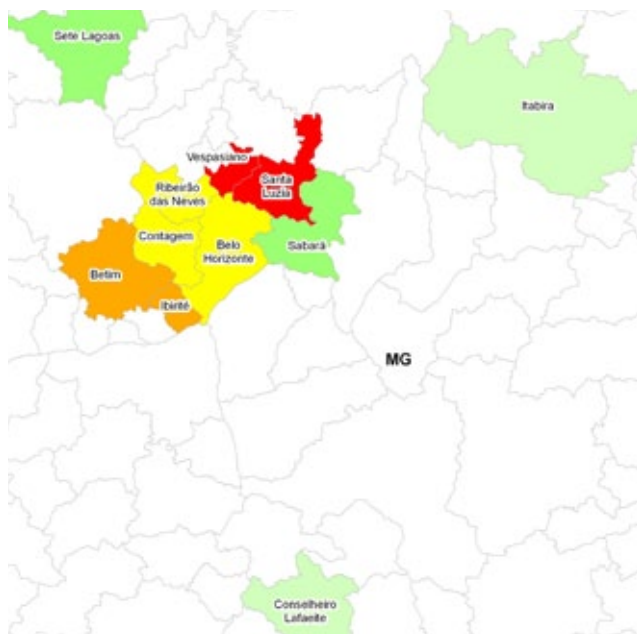 Sete Lagoas
Itabira
Vespasiano
Santa
Luzia
Ribeirão
das Neves
Contagem
Belo
Horizonte
Sabará
Betim
Ibirité
MG
Conselheiro
Lafaiete